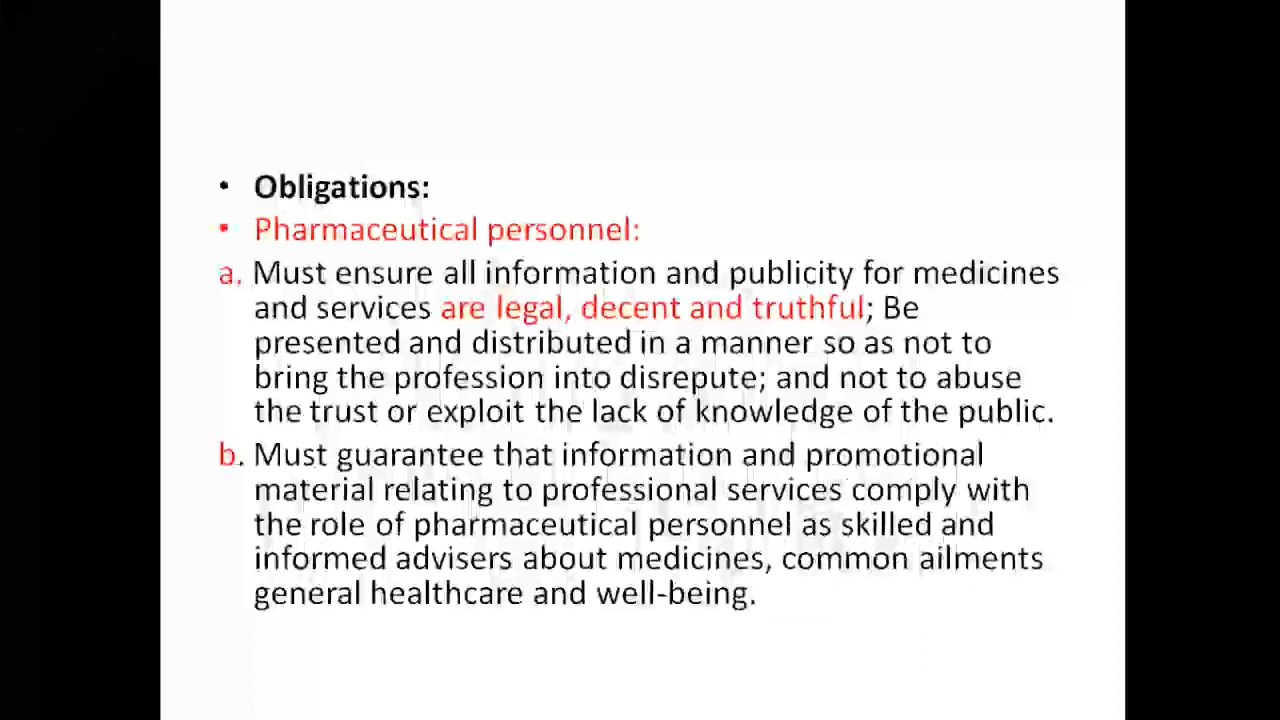 • Obligations:
• Pharmaceutical personnel:
a. Must ensure all information and publicity for medicines
and services are legal, decent and truthful; Be
presented and distributed in a manner so as not to
bring the profession into disrepute; and not to abuse
the trust or exploit the lack of knowledge of the public.
b. Must guarantee that information and promotional
material relating to professional services comply with
the role of pharmaceutical personnel as skilled and
informed advisers about medicines, common ailments
general healthcare and well-being.